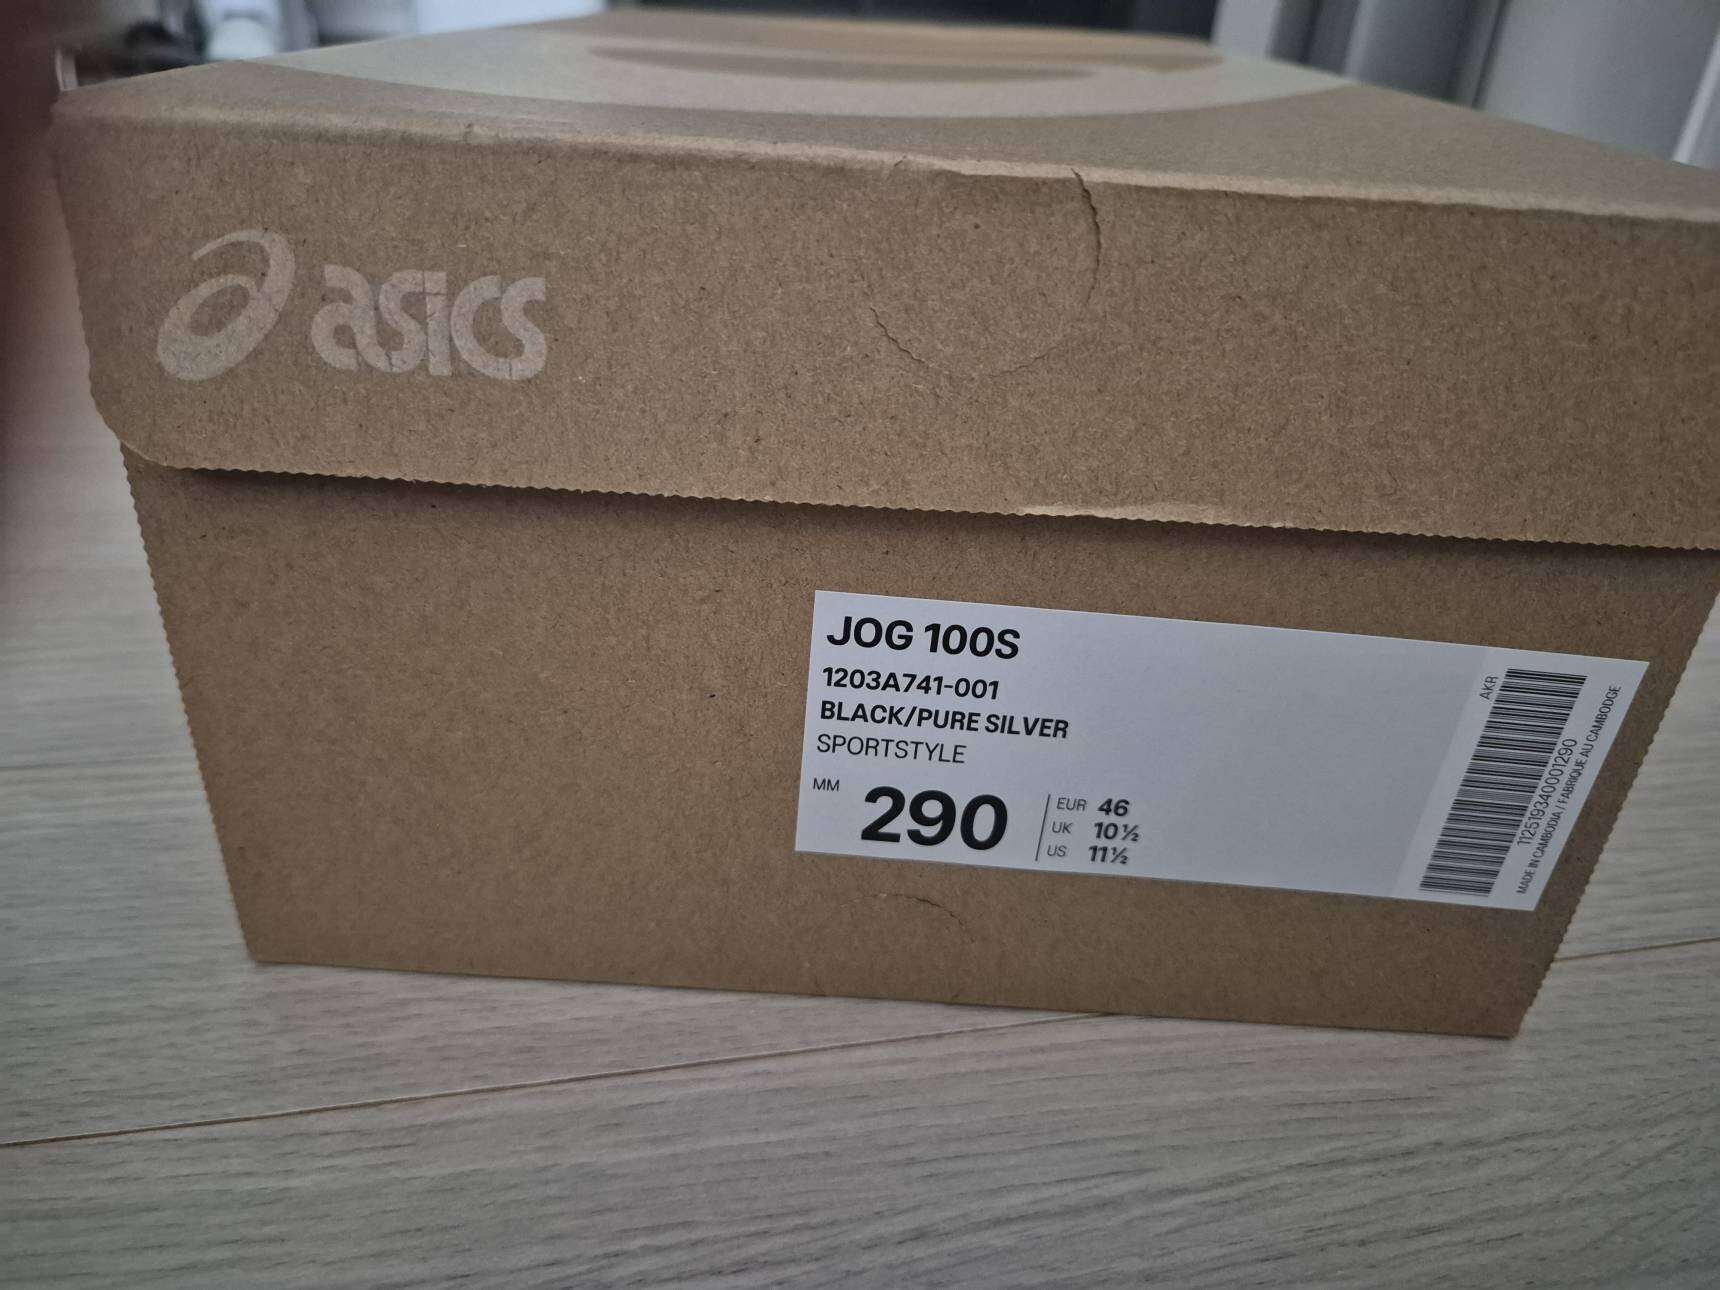 asics
JOG 100S
1203A741-001
BLACK/PURE SILVER
SPORTSTYLE
MM 290
EUR 46
UK 10½
US 11½
AKR
112519340001290
MADE IN CAMBODIA / FABRIQUE AU CAMBODGE